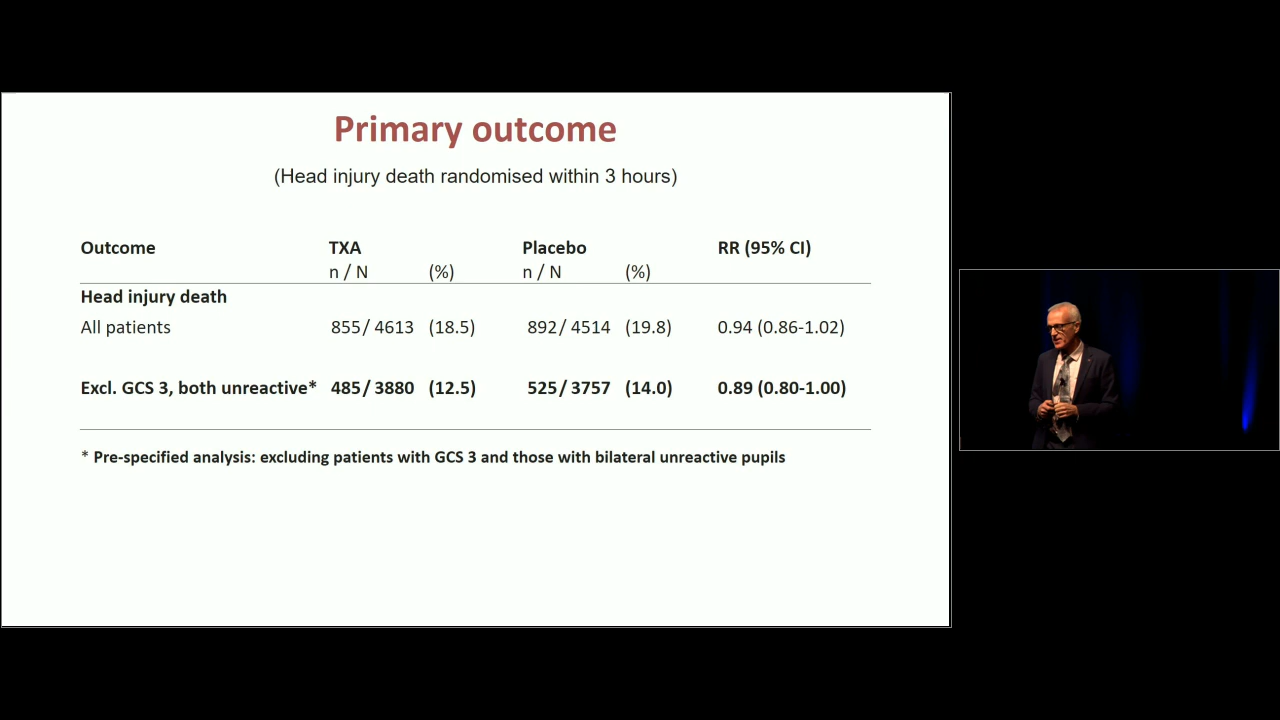 Primary outcome
(Head injury death randomised within 3 hours)
Outcome TXA Placebo RR (95% CI)
n / N (%) n / N (%)
Head injury death
All patients 855/ 4613 (18.5) 892/ 4514 (19.8) 0.94 (0.86-1.02)
Excl. GCS 3, both unreactive* 485/ 3880 (12.5) 525/ 3757 (14.0) 0.89 (0.80-1.00)
* Pre-specified analysis: excluding patients with GCS 3 and those with bilateral unreactive pupils